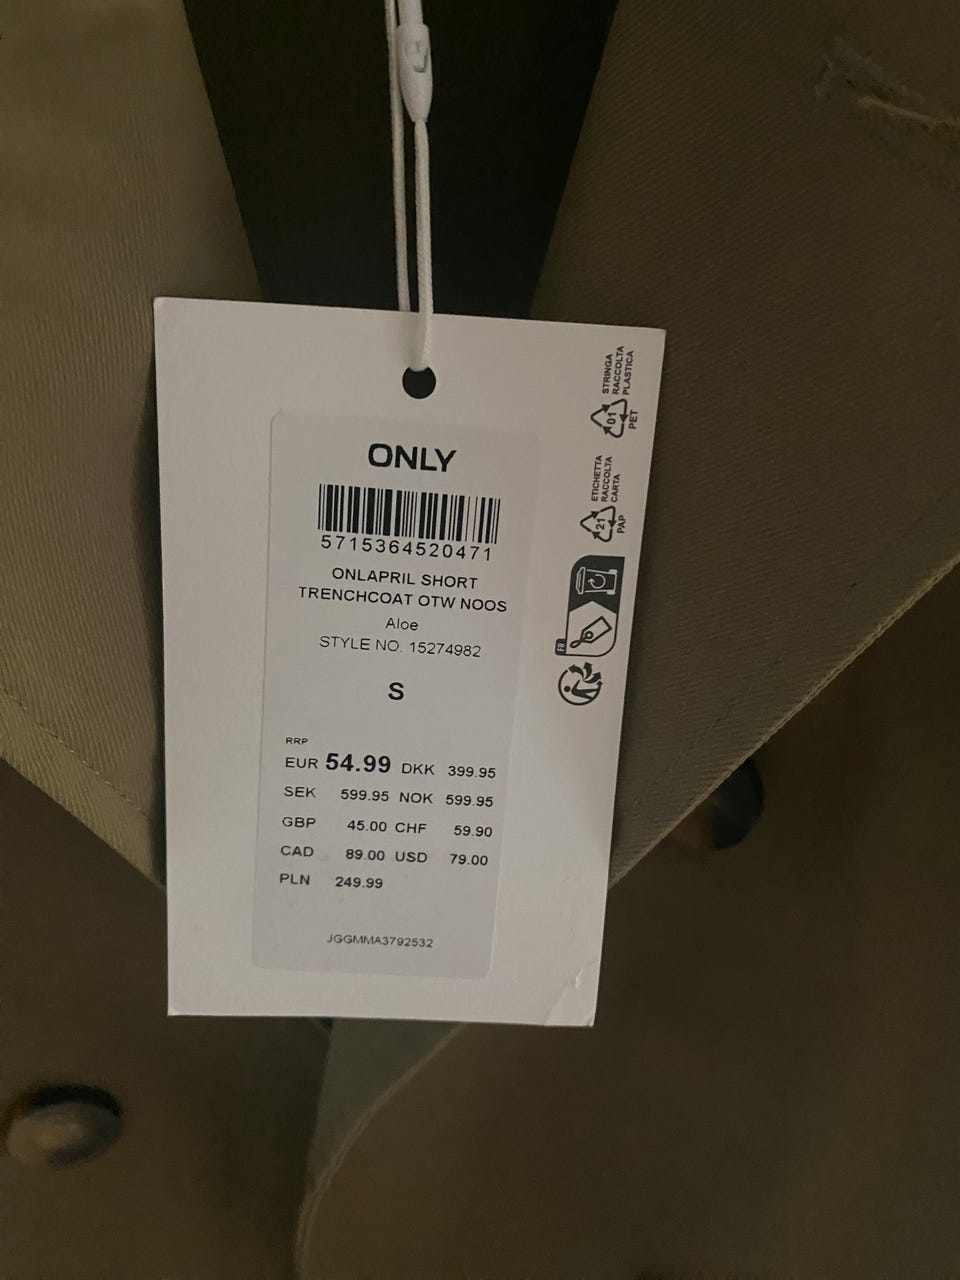 ONLY
5715364520471
ONLAPRIL SHORT
TRENCHCOAT OTW NOOS
Aloe
STYLE NO. 15274982
S
RRP
EUR 54.99 DKK 399.95
SEK 599.95 NOK 599.95
GBP 45.00 CHF 59.90
CAD 89.00 USD 79.00
PLN 249.99
JGGMMA3792532
STRINGA
RACCOLTA
PLASTICA
01
PET
ETICHETTA
RACCOLTA
CARTA
21
PAP
FR